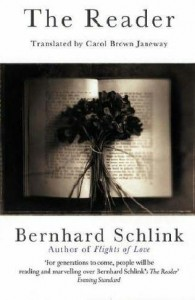 The Reader
Translated by Carol Brown Janeway
Bernhard Schlink
Author of Flights of Love
'for generations to come, people will be
reading and marvelling over Bernhard Schlink's The Reader'
Evening Standard